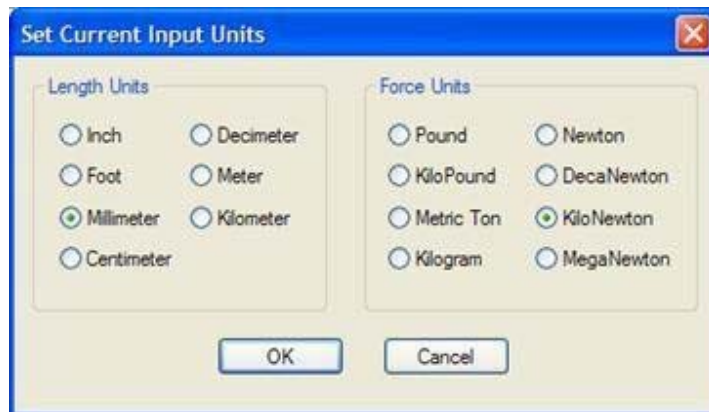 Set Current Input Units
Length Units
Inch
Decimeter
Foot
Meter
Millimeter
Kilometer
Centimeter
Force Units
Pound
Newton
KiloPound
DecaNewton
Metric Ton
KiloNewton
Kilogram
MegaNewton
OK
Cancel